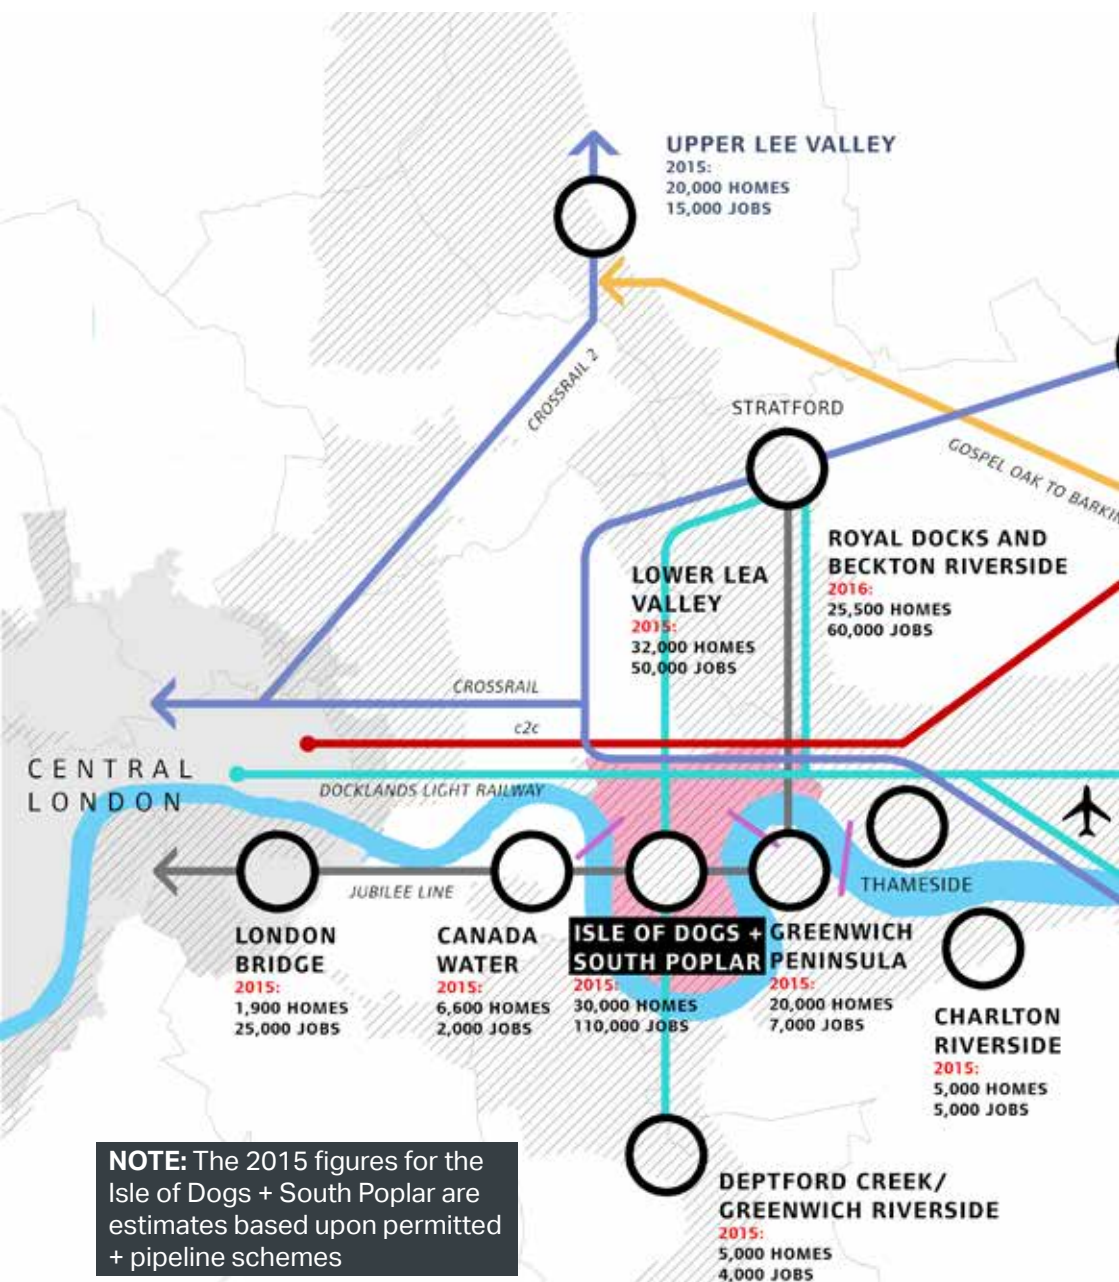 UPPER LEE VALLEY
2015:
20,000 HOMES
15,000 JOBS
CROSSRAIL 2
STRATFORD
GOSPEL OAK TO
ROYAL DOCKS AND
BECKTON RIVERSIDE
2016:
25,500 HOMES
60,000 JOBS
LOWER LEA
VALLEY
2015:
32,000 HOMES
50,000 JOBS
CROSSRAIL
c2c
CENTRAL
LONDON
DOCKLANDS LIGHT RAILWAY
JUBILEE LINE
THAMESIDE
LONDON
BRIDGE
2015:
1,900 HOMES
25,000 JOBS
CANADA
WATER
2015:
6,600 HOMES
2,000 JOBS
ISLE OF DOGS +
SOUTH POPLAR
2015:
30,000 HOMES
110,000 JOBS
GREENWICH
PENINSULA
2015:
20,000 HOMES
7,000 JOBS
CHARLTON
RIVERSIDE
2015:
5,000 HOMES
5,000 JOBS
DEPTFORD CREEK/
GREENWICH RIVERSIDE
2015:
5,000 HOMES
4,000 JOBS
NOTE: The 2015 figures for the
Isle of Dogs + South Poplar are
estimates based upon permitted
+ pipeline schemes